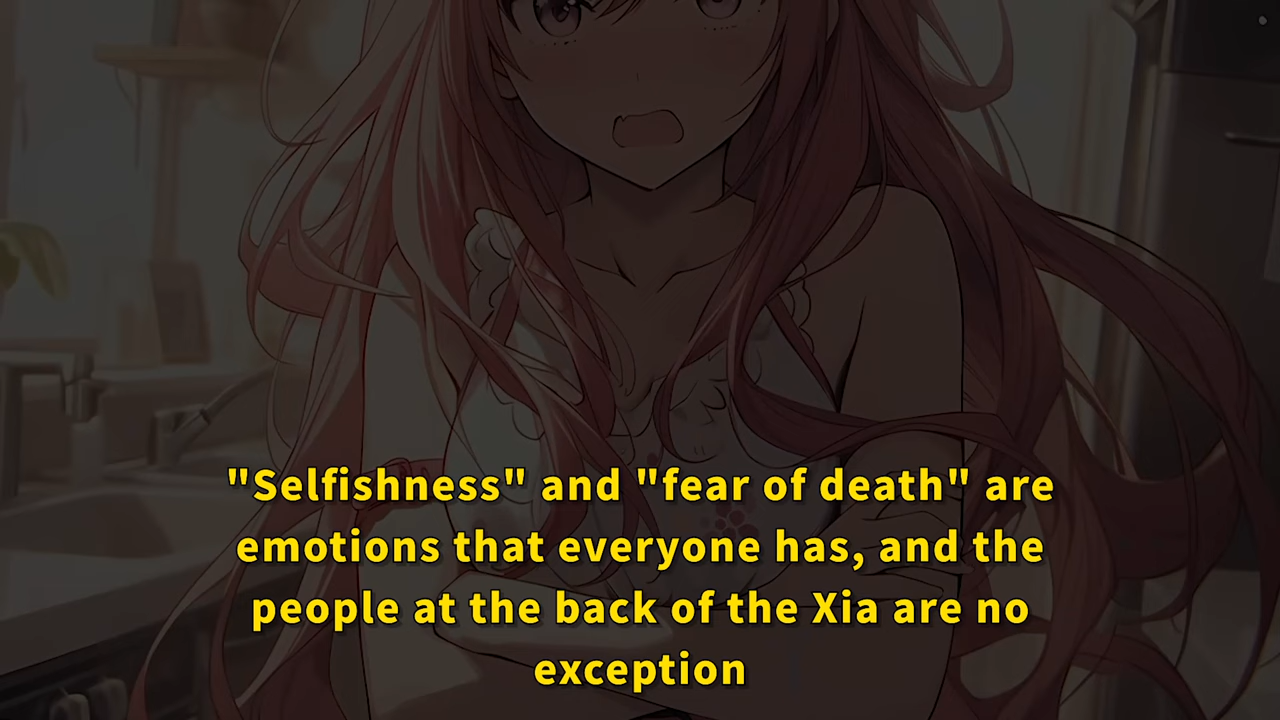 "Selfishness" and "fear of death" are
emotions that everyone has, and the
people at the back of the Xia are no
exception